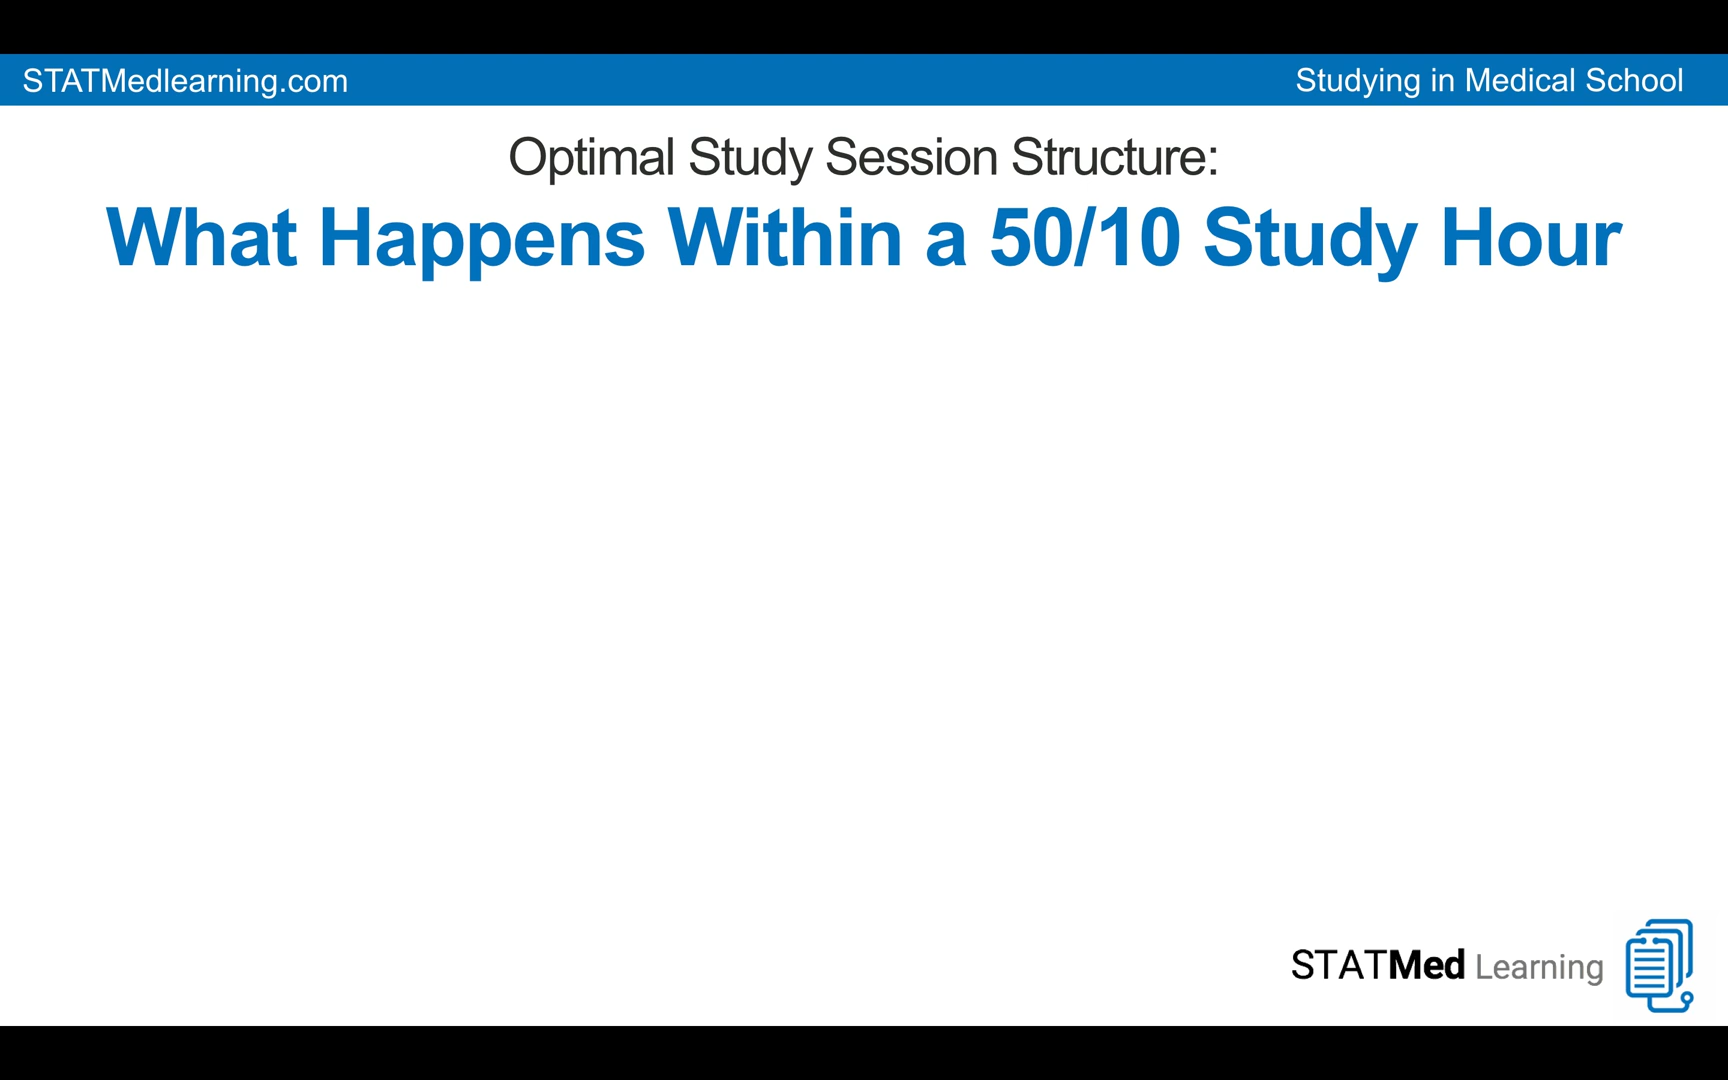 STATMedlearning.com
Studying in Medical School
Optimal Study Session Structure:
What Happens Within a 50/10 Study Hour
STATMed Learning